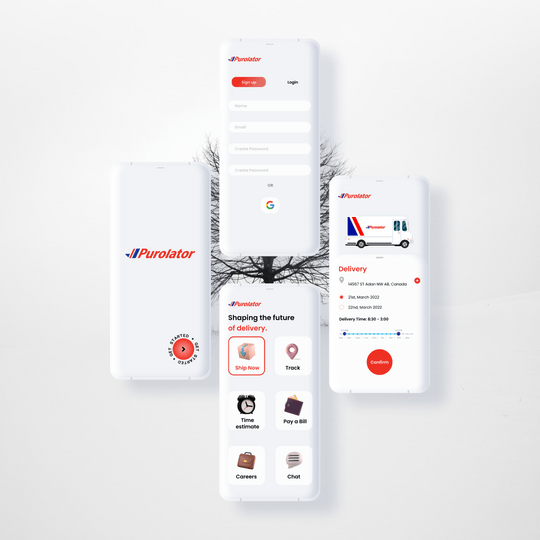 Purolator
Sign up
Login
Name
Email
Create Password
Create Password
OR
Purolator
GET STARTED • GET STARTED •
Purolator
Shaping the future
of delivery.
Ship Now
Track
Time
estimate
Pay a Bill
Careers
Chat
Purolator
Purolator
Delivery
14567 ST Adan NW AB, Canada
21st, March 2022
22nd, March 2022
Delivery Time: 8:30 - 3:00
Confirm